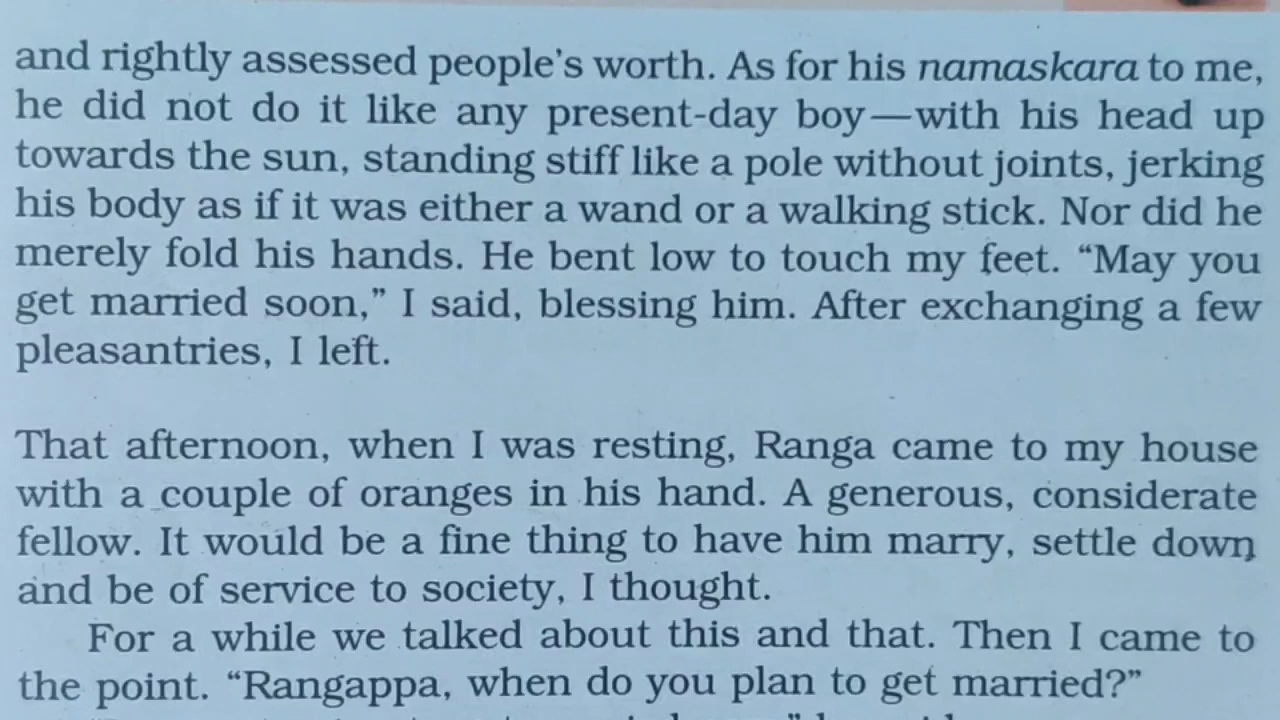 and rightly assessed people's worth. As for his namaskara to me,
he did not do it like any present-day boy—with his head up
towards the sun, standing stiff like a pole without joints, jerking
his body as if it was either a wand or a walking stick. Nor did he
merely fold his hands. He bent low to touch my feet. “May you
get married soon,” I said, blessing him. After exchanging a few
pleasantries, I left.
That afternoon, when I was resting, Ranga came to my house
with a couple of oranges in his hand. A generous, considerate
fellow. It would be a fine thing to have him marry, settle down
and be of service to society, I thought.
For a while we talked about this and that. Then I came to
the point. “Rangappa, when do you plan to get married?”